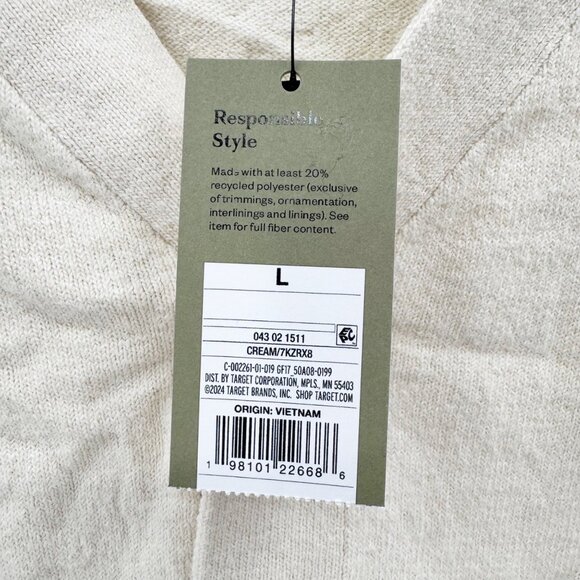 Responsible
Style
Made with at least 20%
recycled polyester (exclusive
of trimmings, ornamentation,
interlinings and linings). See
item for full fiber content.
L
043 02 1511
CREAM/7KZRX8
C-002261-01-019 GF17 50A08-0199
DIST. BY TARGET CORPORATION, MPLS., MN 55403
©2024 TARGET BRANDS, INC. SHOP TARGET.COM
ORIGIN: VIETNAM
1 98101 22668 6